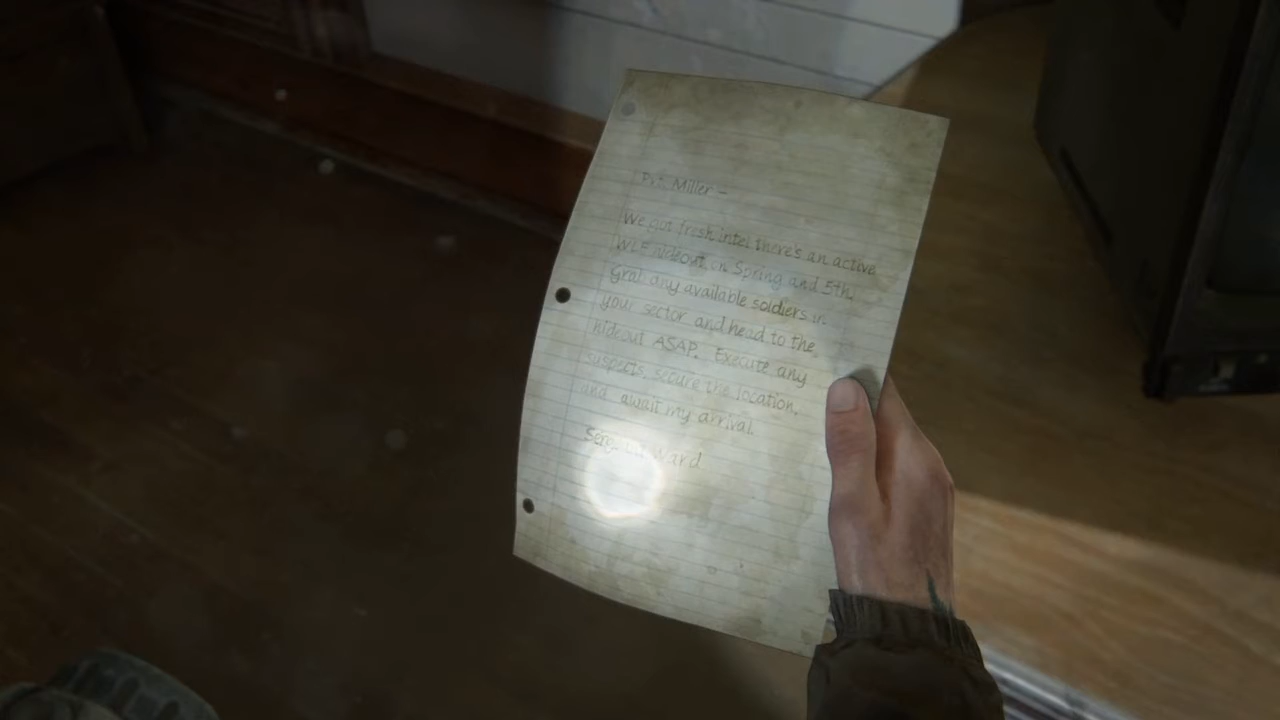 Pvt. Miller –
We got fresh intel there's an active
WLF hideout on Spring and 5th.
Grab any available soldiers in
your sector and head to the
hideout ASAP. Execute any
suspects, secure the location,
and await my arrival.
Ward